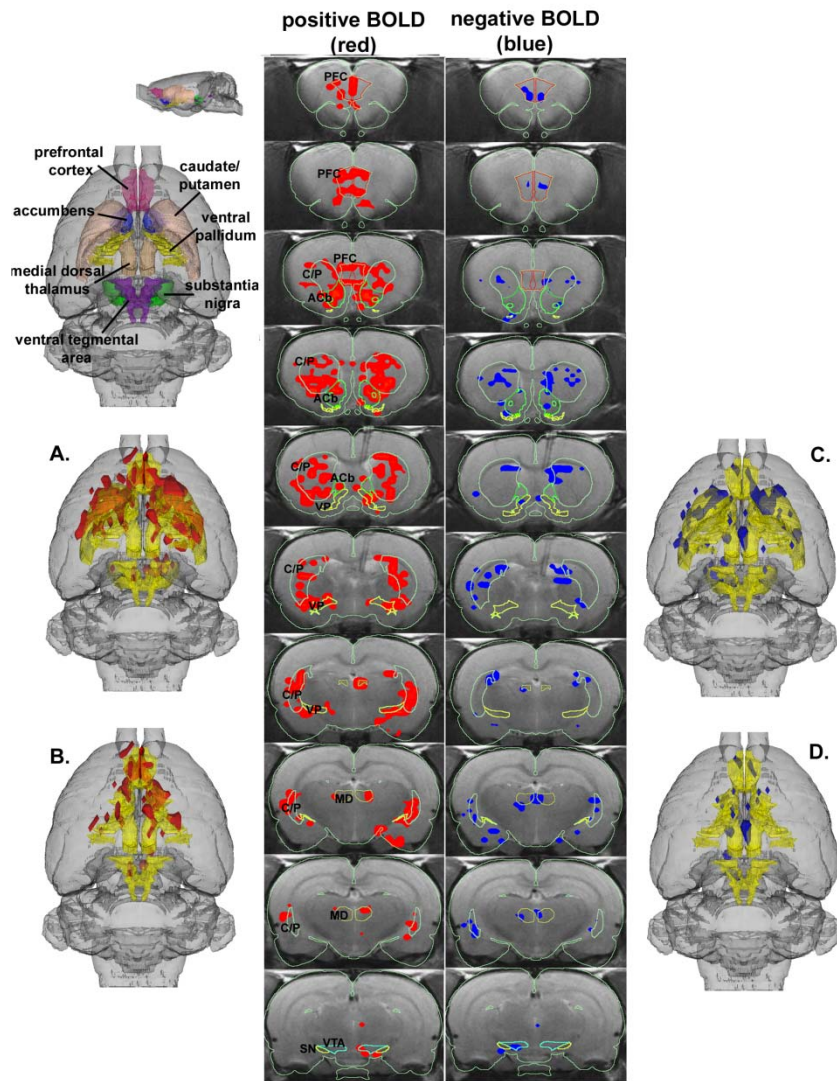 positive BOLD
(red)
negative BOLD
(blue)
prefrontal
cortex
caudate/
putamen
accumbens
ventral
pallidum
medial dorsal
thalamus
substantia
nigra
ventral tegmental
area
A.
B.
PFC
PFC
PFC
C/P
ACb
C/P
ACb
C/P
ACb
VP
C/P
VP
C/P
VP
MD
C/P
MD
C/P
VTA
SN
C.
D.